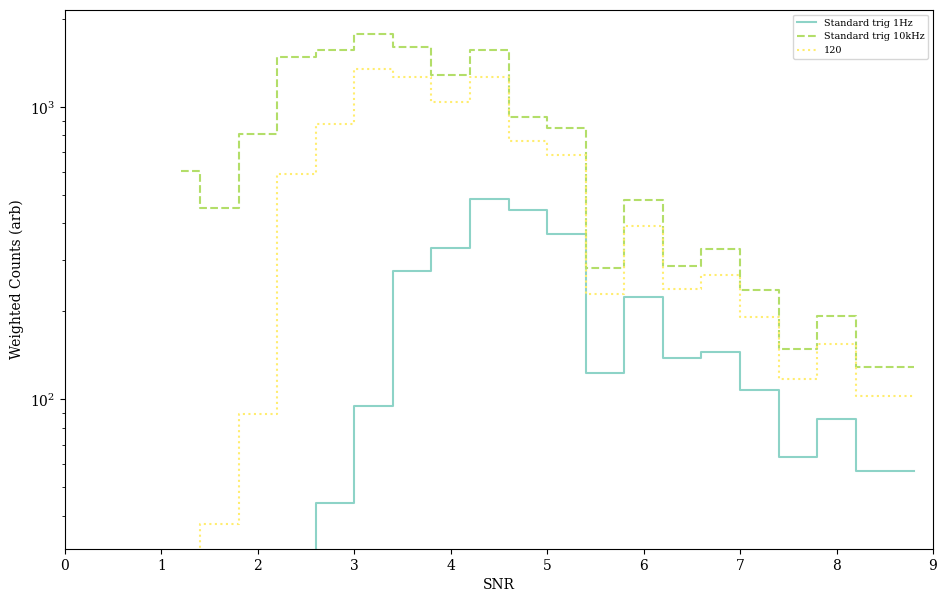 Standard trig 1Hz
Standard trig 10kHz
120
Weighted Counts (arb)
10³
10²
0 1 2 3 4 5 6 7 8 9
SNR